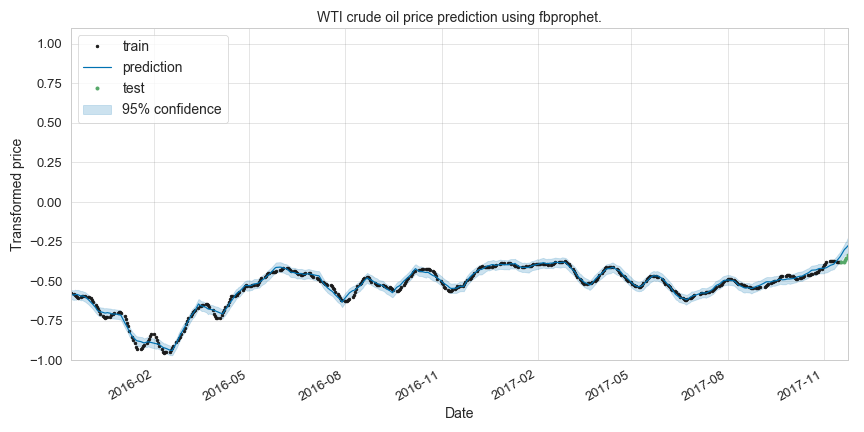 WTI crude oil price prediction using fbprophet.
train
prediction
test
95% confidence
Transformed price
1.00
0.75
0.50
0.25
0.00
−0.25
−0.50
−0.75
−1.00
2016-02
2016-05
2016-08
2016-11
2017-02
2017-05
2017-08
2017-11
Date